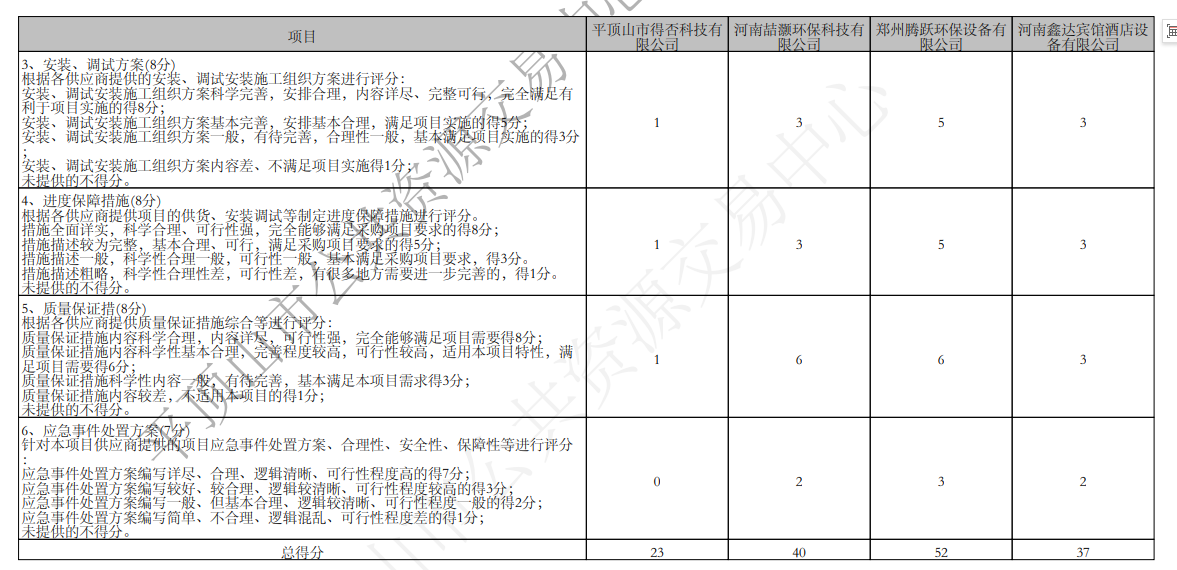 项目
平顶山市得否科技有
限公司
河南喆灏环保科技有
限公司
郑州腾跃环保设备有
限公司
河南鑫达宾馆酒店设
备有限公司
3、安装、调试方案(8分)
根据各供应商提供的安装、调试安装施工组织方案进行评分:
安装、调试安装施工组织方案科学完善，安排合理，内容详尽、完整可行，完全满足有
利于项目实施的得8分；
安装、调试安装施工组织方案基本完善，安排基本合理，满足项目实施的得5分；
安装、调试安装施工组织方案一般，有待完善，合理性一般，基本满足项目实施的得3分
；
安装、调试安装施工组织方案内容差、不满足项目实施得1分；
未提供的不得分。
1
3
5
3
4、进度保障措施(8分)
根据各供应商提供项目的供货、安装调试等制定进度保障措施进行评分。
措施全面详实，科学合理、可行性强，完全能够满足采购项目要求的得8分；
措施描述较为完整，基本合理、可行，满足采购项目要求的得5分；
措施描述一般，科学性合理一般，可行性一般，基本满足采购项目要求，得3分。
措施描述粗略，科学性合理性差，可行性差，有很多地方需要进一步完善的，得1分。
未提供的不得分。
1
3
5
3
5、质量保证措(8分)
根据各供应商提供质量保证措施综合等进行评分:
质量保证措施内容科学合理，内容详尽，可行性强，完全能够满足项目需要得8分；
质量保证措施内容科学性基本合理，完善程度较高，可行性较高，适用本项目特性，满
足项目需要得6分；
质量保证措施科学性内容一般，有待完善，基本满足本项目需求得3分；
质量保证措施内容较差，不适用本项目的得1分；
未提供的不得分。
1
6
6
3
6、应急事件处置方案(7分)
针对本项目供应商提供的项目应急事件处置方案、合理性、安全性、保障性等进行评分
:
应急事件处置方案编写详尽、合理、逻辑清晰、可行性程度高的得7分；
应急事件处置方案编写较好、较合理、逻辑较清晰、可行性程度较高的得3分；
应急事件处置方案编写一般、但基本合理、逻辑较清晰、可行性程度一般的得2分；
应急事件处置方案编写简单、不合理、逻辑混乱、可行性程度差的得1分；
未提供的不得分。
0
2
3
2
总得分
23
40
52
37
平顶山市公共资源交易中心
公共资源交易中心